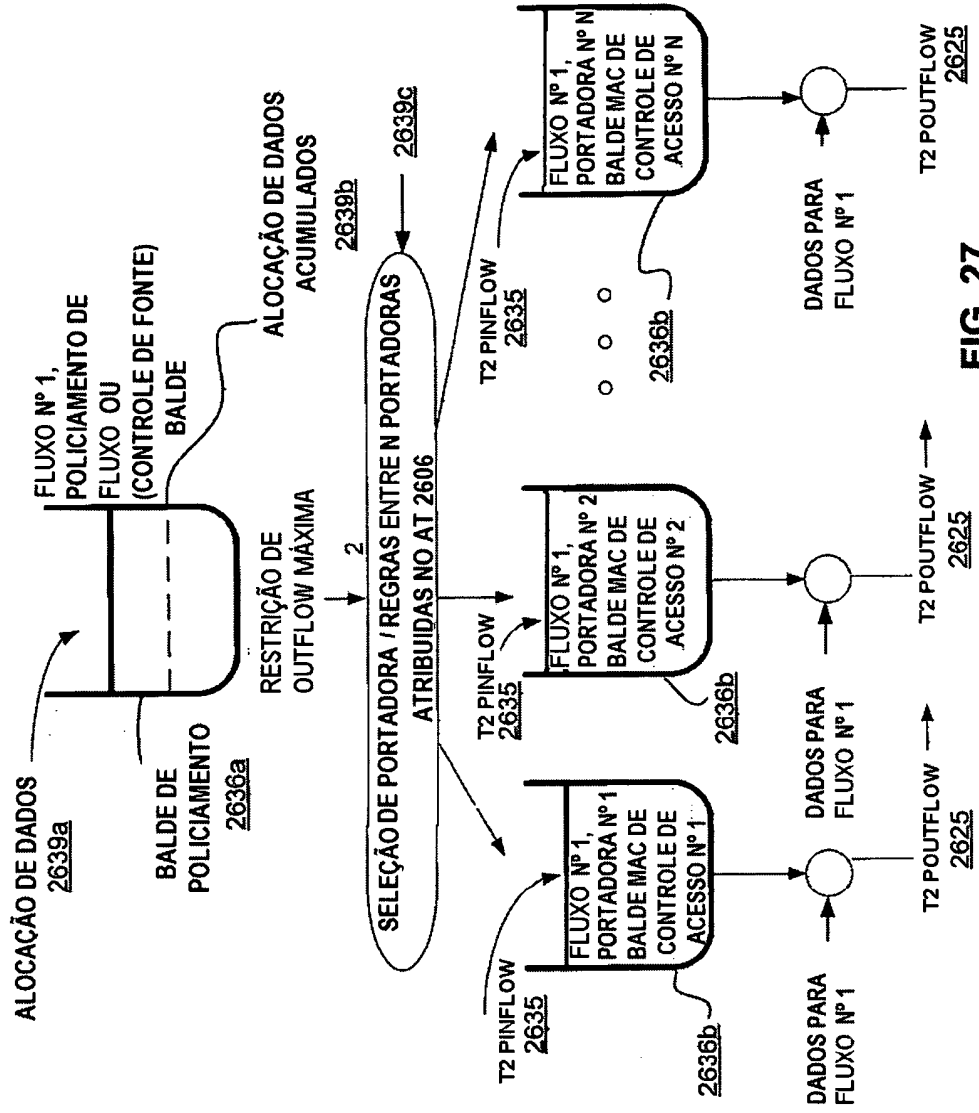 ALOCAÇÃO DE DADOS
2639a
FLUXO Nº 1,
POLICIAMENTO DE
FLUXO OU
(CONTROLE DE FONTE)
BALDE
BALDE DE
POLICIAMENTO
2636a
ALOCAÇÃO DE DADOS
ACUMULADOS
2639b
RESTRIÇÃO DE
OUTFLOW MÁXIMA
2
2639c
SELEÇÃO DE PORTADORA / REGRAS ENTRE N PORTADORAS
ATRIBUIDAS NO AT 2606
T2 PINFLOW
2635
FLUXO Nº 1,
PORTADORA Nº 1
BALDE MAC DE
CONTROLE DE
ACESSO Nº 1
2636b
T2 PINFLOW
2635
FLUXO Nº 1,
PORTADORA Nº 2
BALDE MAC DE
CONTROLE DE
ACESSO Nº 2
2636b
T2 PINFLOW
2635
FLUXO Nº 1,
PORTADORA Nº N
BALDE MAC DE
CONTROLE DE
ACESSO Nº N
2636b
DADOS PARA
FLUXO Nº 1
T2 POUTFLOW
2625
DADOS PARA
FLUXO Nº 1
T2 POUTFLOW
2625
DADOS PARA
FLUXO Nº 1
T2 POUTFLOW
2625
FIG. 27